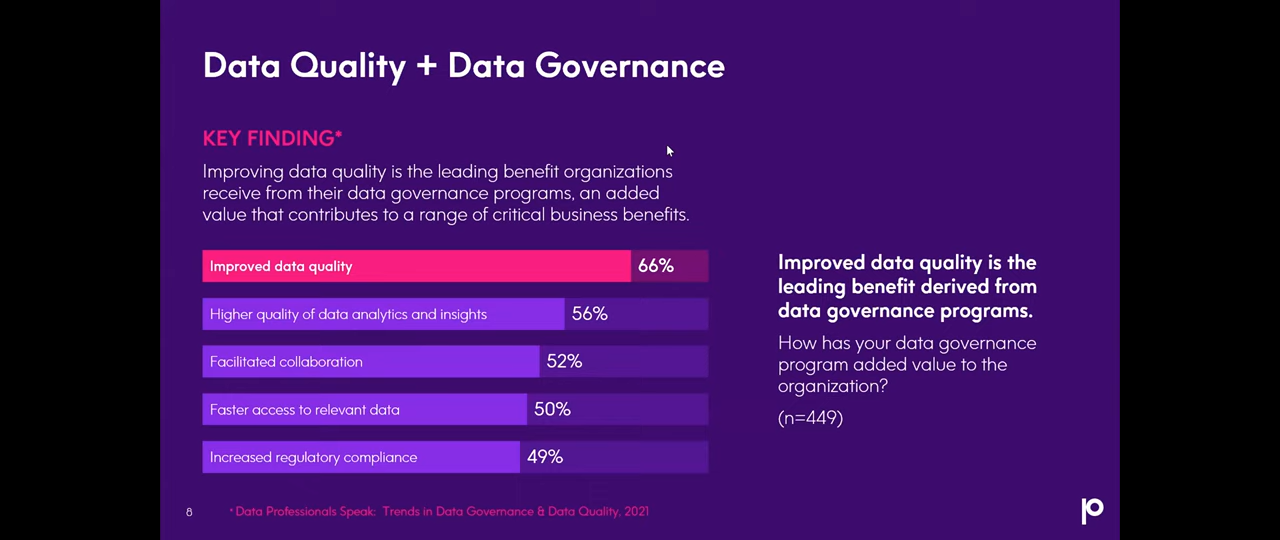 Data Quality + Data Governance
KEY FINDING*
Improving data quality is the leading benefit organizations
receive from their data governance programs, an added
value that contributes to a range of critical business benefits.
Improved data quality 66%
Higher quality of data analytics and insights 56%
Facilitated collaboration 52%
Faster access to relevant data 50%
Increased regulatory compliance 49%
Improved data quality is the
leading benefit derived from
data governance programs.
How has your data governance
program added value to the
organization?
(n=449)
8
* Data Professionals Speak: Trends in Data Governance & Data Quality, 2021
p